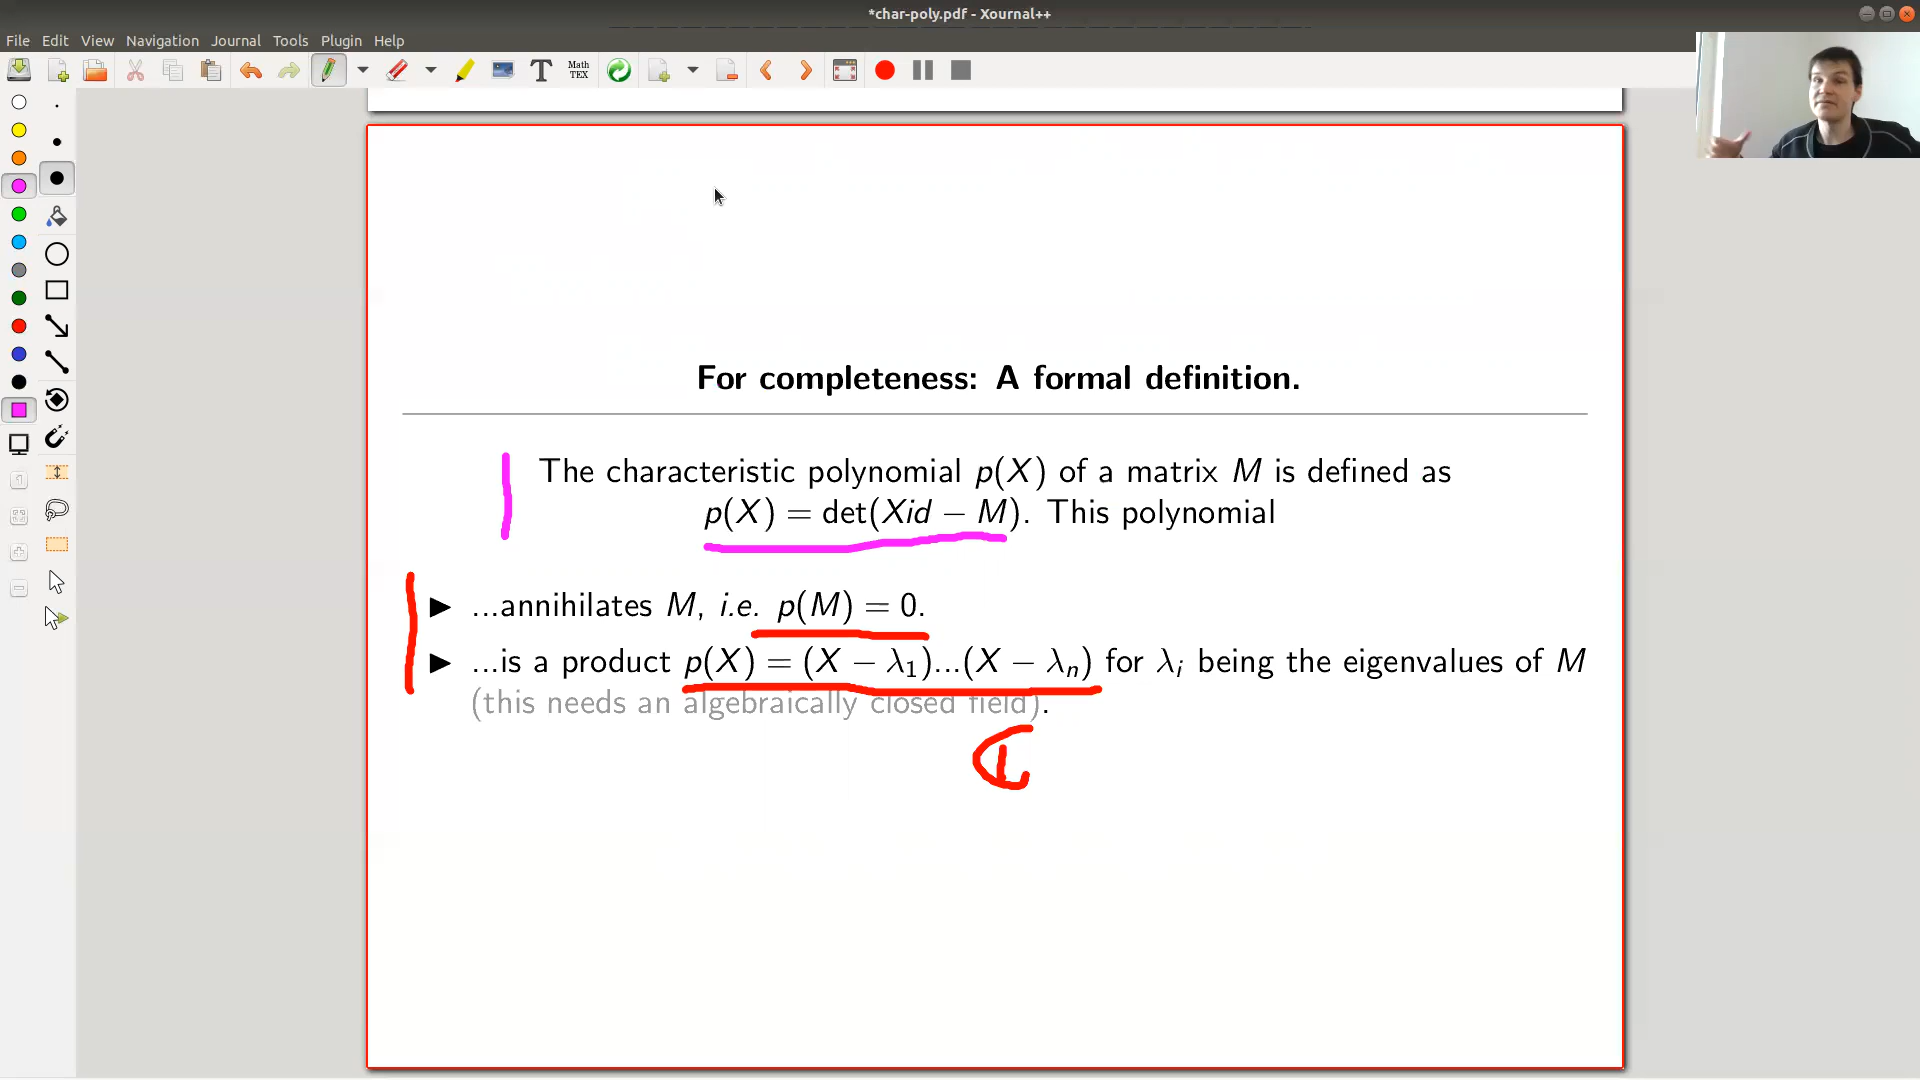 *char-poly.pdf - Xournal++
File Edit View Navigation Journal Tools Plugin Help
T Math TEX
For completeness: A formal definition.
The characteristic polynomial p(X) of a matrix M is defined as
p(X) = det(Xid − M). This polynomial
▶ ...annihilates M, i.e. p(M) = 0.
▶ ...is a product p(X) = (X − λ₁)...(X − λₙ) for λᵢ being the eigenvalues of M
(this needs an algebraically closed field).
ℂ